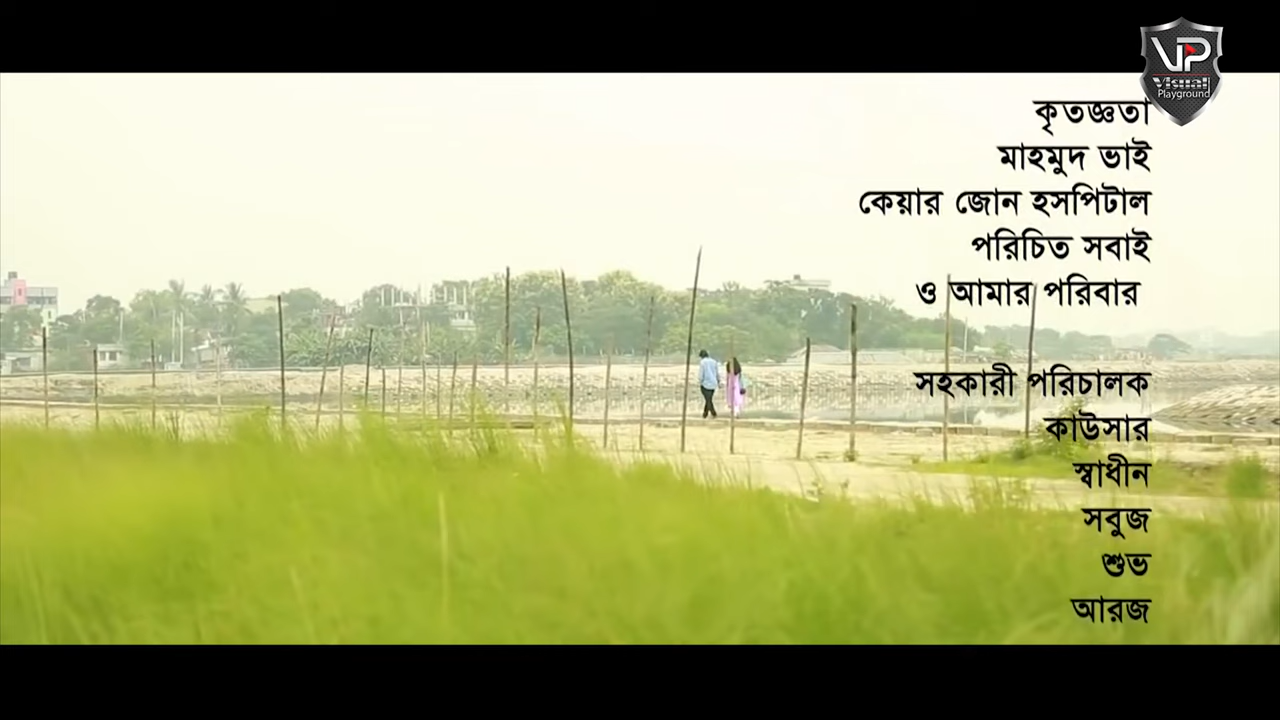 VP
Visual
Playground
কৃতজ্ঞতা
মাহমুদ ভাই
কেয়ার জোন হসপিটাল
পরিচিত সবাই
ও আমার পরিবার
সহকারী পরিচালক
কাউসার
স্বাধীন
সবুজ
শুভ
আরজ